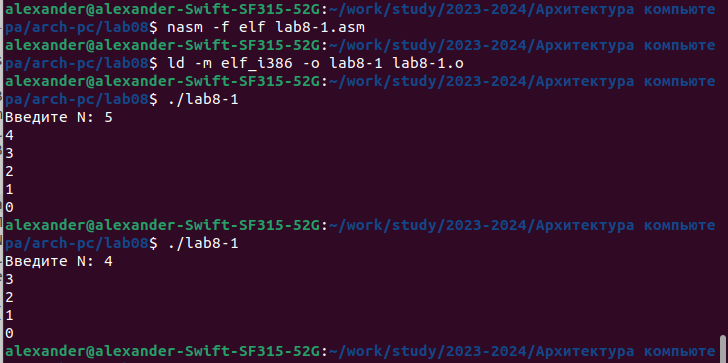 alexander@alexander-Swift-SF315-52G:~/work/study/2023-2024/Архитектура компьюте
ра/arch-pc/lab08$ nasm -f elf lab8-1.asm
alexander@alexander-Swift-SF315-52G:~/work/study/2023-2024/Архитектура компьюте
ра/arch-pc/lab08$ ld -m elf_i386 -o lab8-1 lab8-1.o
alexander@alexander-Swift-SF315-52G:~/work/study/2023-2024/Архитектура компьюте
ра/arch-pc/lab08$ ./lab8-1
Введите N: 5
4
3
2
1
0
alexander@alexander-Swift-SF315-52G:~/work/study/2023-2024/Архитектура компьюте
ра/arch-pc/lab08$ ./lab8-1
Введите N: 4
3
2
1
0
alexander@alexander-Swift-SF315-52G:~/work/study/2023-2024/Архитектура компьюте